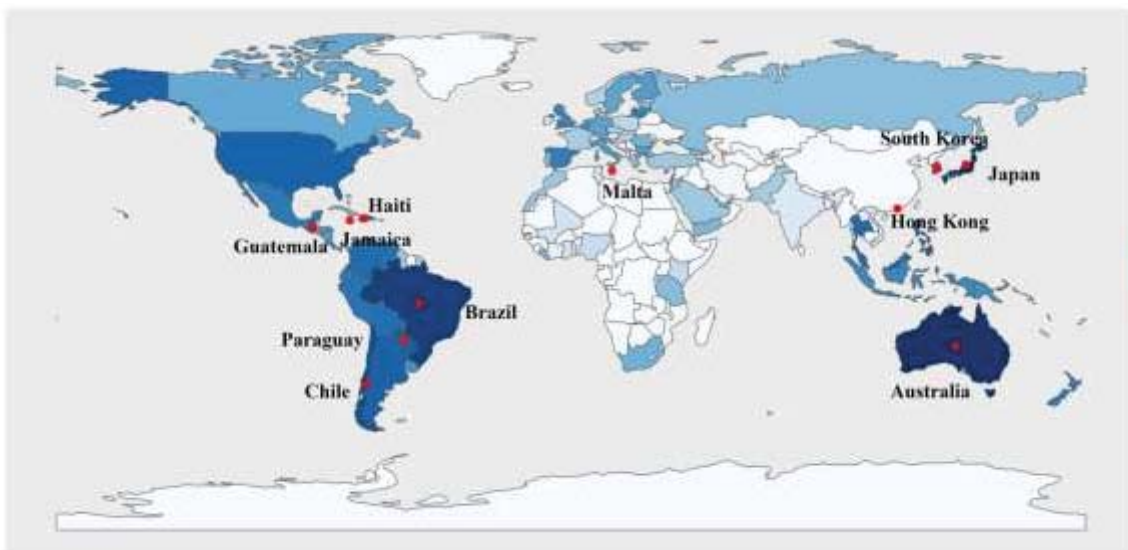 South Korea
Japan
Malta
Haiti
Hong Kong
Guatemala
Jamaica
Brazil
Paraguay
Chile
Australia